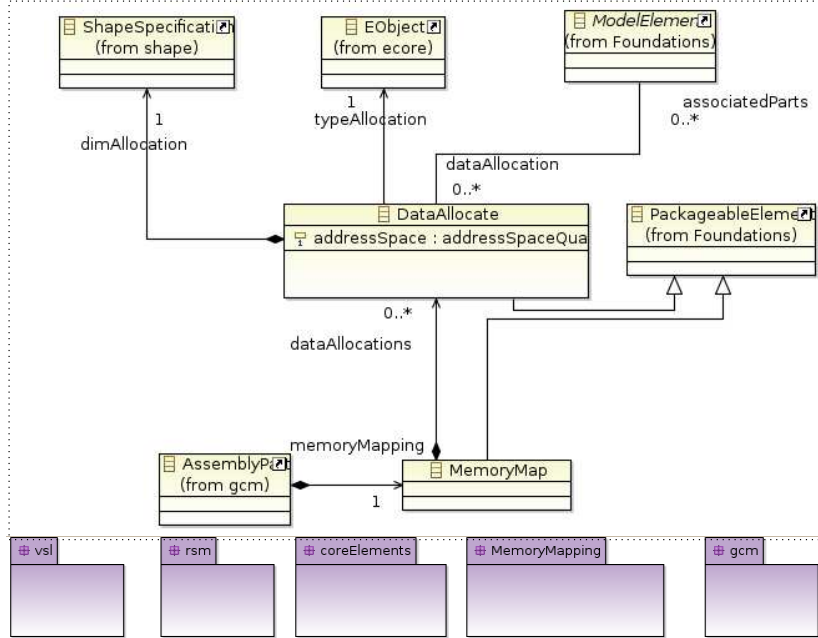 ShapeSpecificati
(from shape)
EObject
(from ecore)
ModelElemen
(from Foundations)
1
dimAllocation
1
typeAllocation
associatedParts
0..*
dataAllocation
0..*
DataAllocate
addressSpace : addressSpaceQua
PackageableEleme
(from Foundations)
0..*
dataAllocations
memoryMapping
AssemblyPa
(from gcm)
1
MemoryMap
vsl
rsm
coreElements
MemoryMapping
gcm